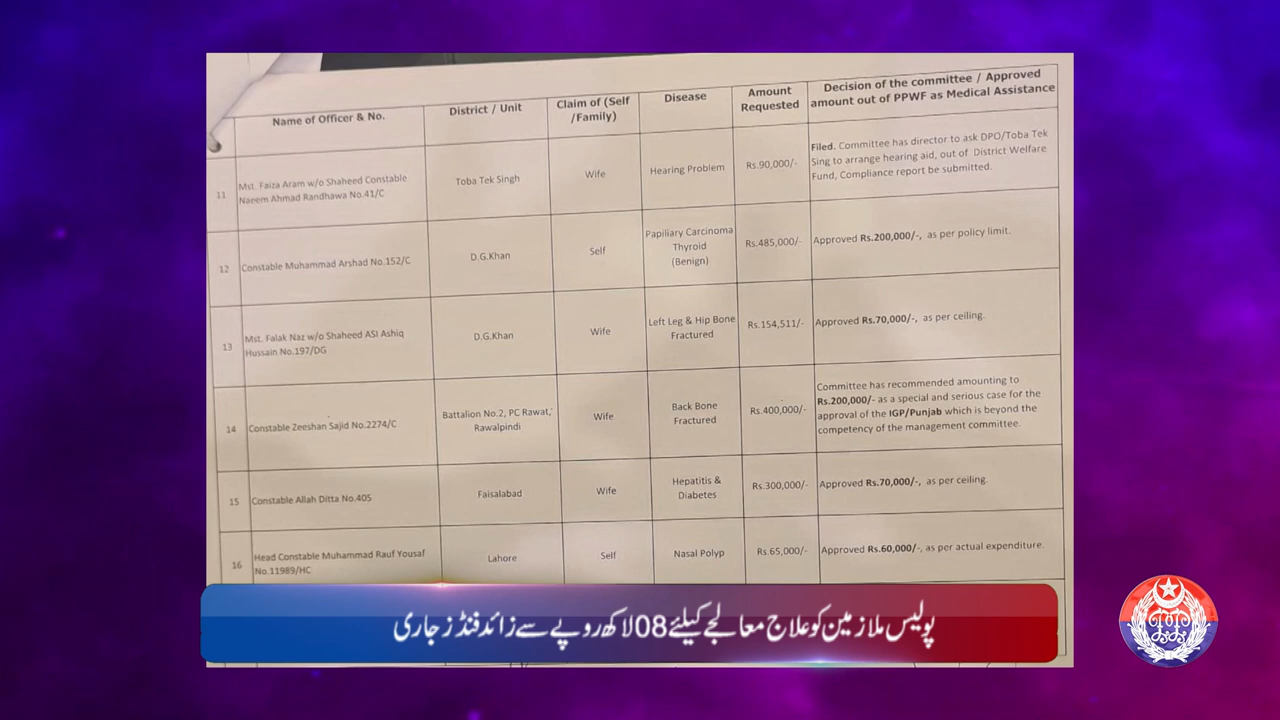 Name of Officer & No.
District / Unit
Claim of (Self
/Family)
Disease
Amount
Requested
Decision of the committee / Approved
amount out of PPWF as Medical Assistance
11
Mst. Faiza Aram w/o Shaheed Constable
Naeem Ahmad Randhawa No.41/C
Toba Tek Singh
Wife
Hearing Problem
Rs.90,000/-
Filed. Committee has director to ask DPO/Toba Tek
Sing to arrange hearing aid, out of District Welfare
Fund, Compliance report be submitted.
12
Constable Muhammad Arshad No.152/C
D.G.Khan
Self
Papiliary Carcinoma
Thyroid
(Benign)
Rs.485,000/-
Approved Rs.200,000/-, as per policy limit.
13
Mst. Falak Naz w/o Shaheed ASI Ashiq
Hussain No.197/DG
D.G.Khan
Wife
Left Leg & Hip Bone
Fractured
Rs.154,511/-
Approved Rs.70,000/-, as per ceiling.
14
Constable Zeeshan Sajid No.2274/C
Battalion No.2, PC Rawat,
Rawalpindi
Wife
Back Bone
Fractured
Rs.400,000/-
Committee has recommended amounting to
Rs.200,000/- as a special and serious case for the
approval of the IGP/Punjab which is beyond the
competency of the management committee.
15
Constable Allah Ditta No.405
Faisalabad
Wife
Hepatitis &
Diabetes
Rs.300,000/-
Approved Rs.70,000/-, as per ceiling.
16
Head Constable Muhammad Rauf Yousaf
No.11989/HC
Lahore
Self
Nasal Polyp
Rs.65,000/-
Approved Rs.60,000/-, as per actual expenditure.
پولیس ملازمین کو علاج معالجے کیلئے 08 لاکھ روپے سے زائد فنڈز جاری